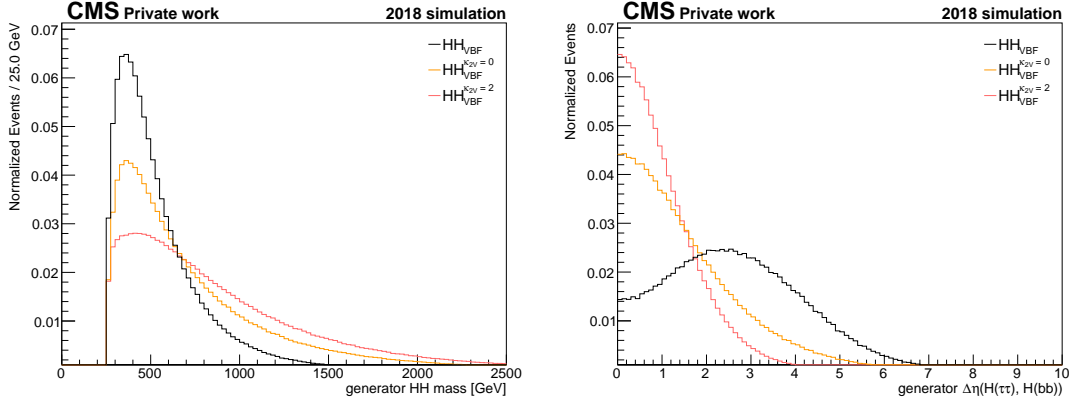 CMS Private work 2018 simulation
Normalized Events / 25.0 GeV
0.06
0.05
0.04
0.03
0.02
0.01
HH_VBF
HH_VBF^κ2V = 0
HH_VBF^κ2V = 2
0 500 1000 1500 2000 2500
generator HH mass [GeV]
CMS Private work 2018 simulation
Normalized Events
0.07
0.06
0.05
0.04
0.03
0.02
0.01
HH_VBF
HH_VBF^κ2V = 0
HH_VBF^κ2V = 2
0 1 2 3 4 5 6 7 8 9 10
generator Δη(H(ττ), H(bb))